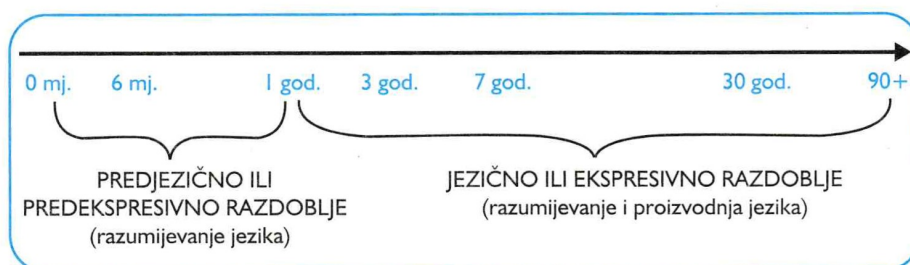 0 mj. 6 mj. 1 god. 3 god. 7 god. 30 god. 90+
PREDJEZIČNO ILI
PREDEKSPRESIVNO RAZDOBLJE
(razumijevanje jezika)
JEZIČNO ILI EKSPRESIVNO RAZDOBLJE
(razumijevanje i proizvodnja jezika)